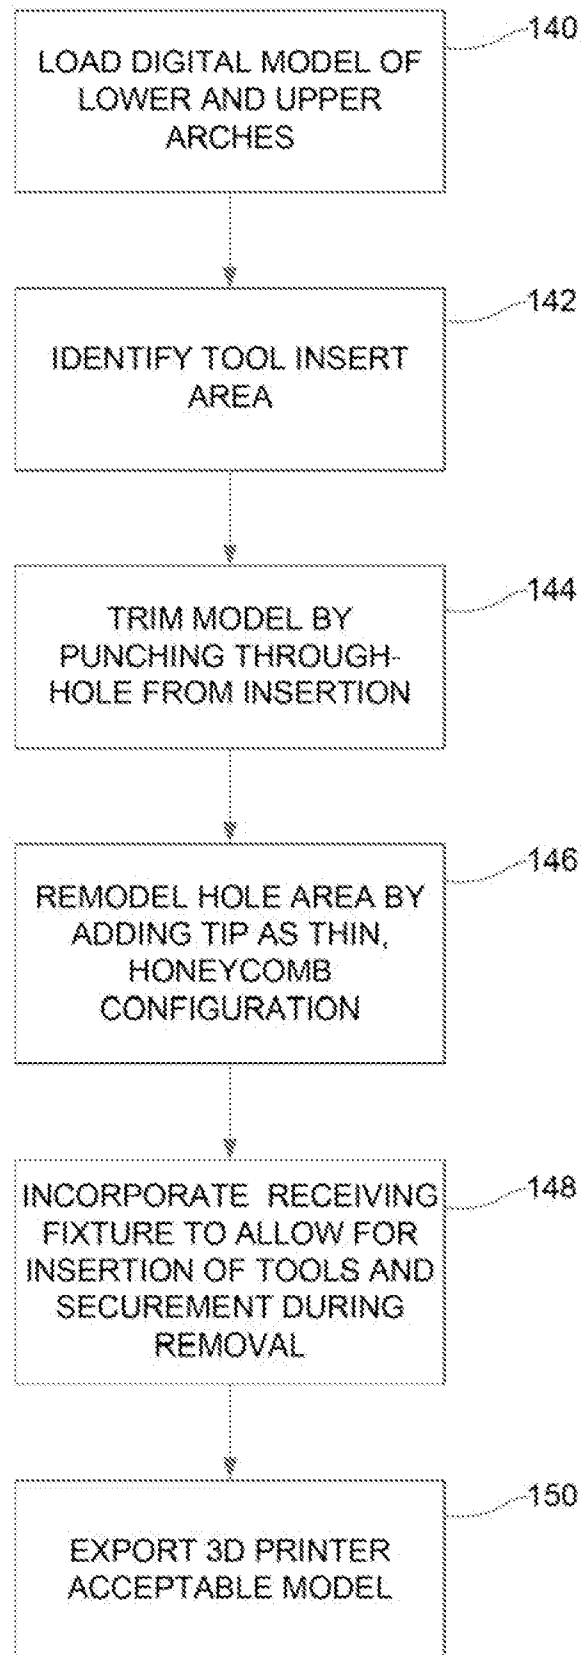 LOAD DIGITAL MODEL OF
LOWER AND UPPER
ARCHES
140
IDENTIFY TOOL INSERT
AREA
142
TRIM MODEL BY
PUNCHING THROUGH-
HOLE FROM INSERTION
144
REMODEL HOLE AREA BY
ADDING TIP AS THIN,
HONEYCOMB
CONFIGURATION
146
INCORPORATE RECEIVING
FIXTURE TO ALLOW FOR
INSERTION OF TOOLS AND
SECUREMENT DURING
REMOVAL
148
EXPORT 3D PRINTER
ACCEPTABLE MODEL
150